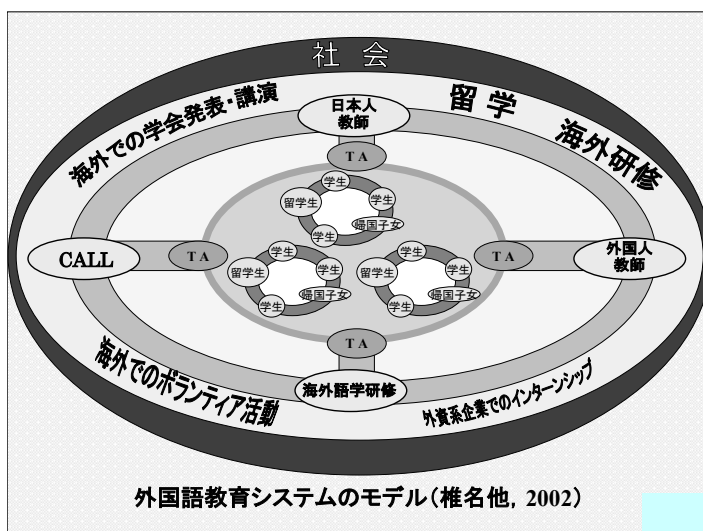 社 会
海外での学会発表・講演
留 学
海外研修
日本人
教師
T A
学生
留学生
学生
帰国子女
学生
CALL
T A
学生
留学生
学生
帰国子女
学生
学生
留学生
学生
帰国子女
学生
T A
外国人
教師
T A
海外語学研修
海外でのボランティア活動
外資系企業でのインターンシップ
外国語教育システムのモデル（椎名他, 2002）